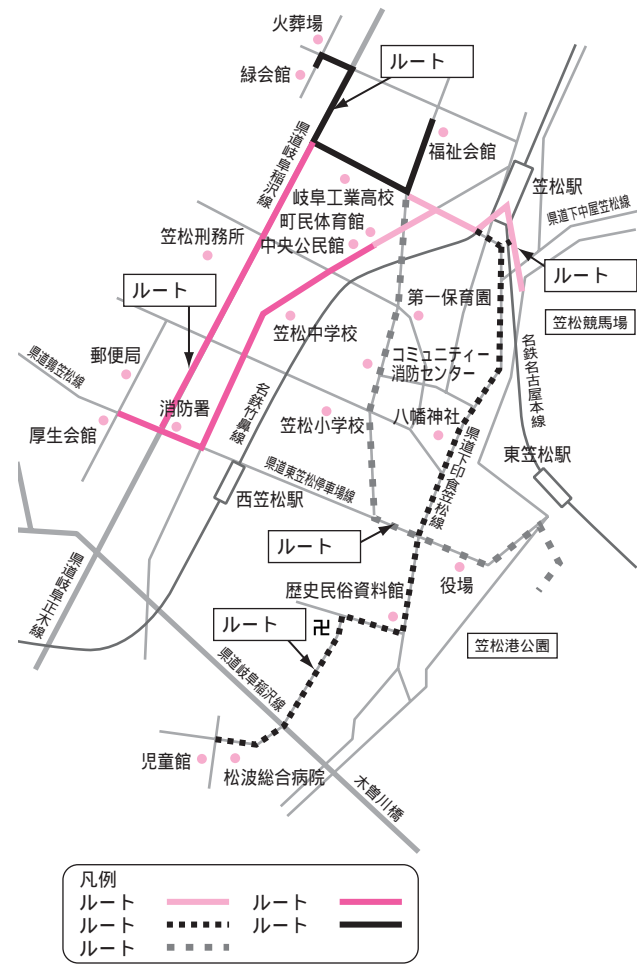 火葬場
緑会館
ルート
県道岐阜稲沢線
福祉会館
岐阜工業高校
笠松駅
町民体育館
県道下中屋笠松線
笠松刑務所
中央公民館
ルート
ルート
第一保育園
笠松競馬場
笠松中学校
県道鶉笠松線
郵便局
コミュニティー
消防センター
名鉄名古屋本線
消防署
名鉄竹鼻線
厚生会館
笠松小学校
八幡神社
県道下印食笠松線
東笠松駅
県道東笠松停車場線
西笠松駅
ルート
県道岐阜正木線
役場
歴史民俗資料館
ルート
卍
笠松港公園
県道岐阜稲沢線
児童館
松波総合病院
木曽川橋
凡例
ルート ルート
ルート ルート
ルート